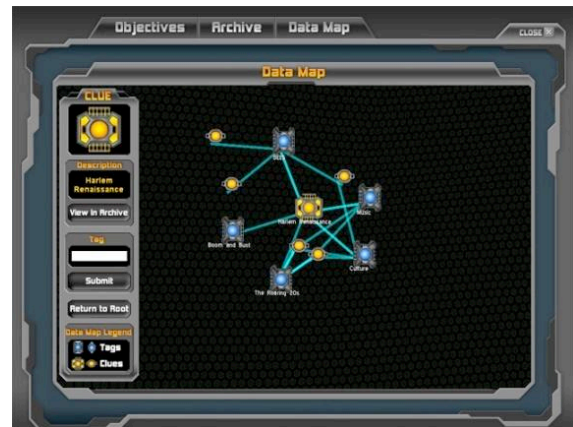 Objectives
Archive
Data Map
CLOSE
Data Map
CLUE
Description
Harlem
Renaissance
View in Archive
Tag
Submit
Return to Root
Data Map Legend
Tags
Clues
Jazz
Music
Harlem Renaissance
Boom and Bust
Culture
The Roaring 20s